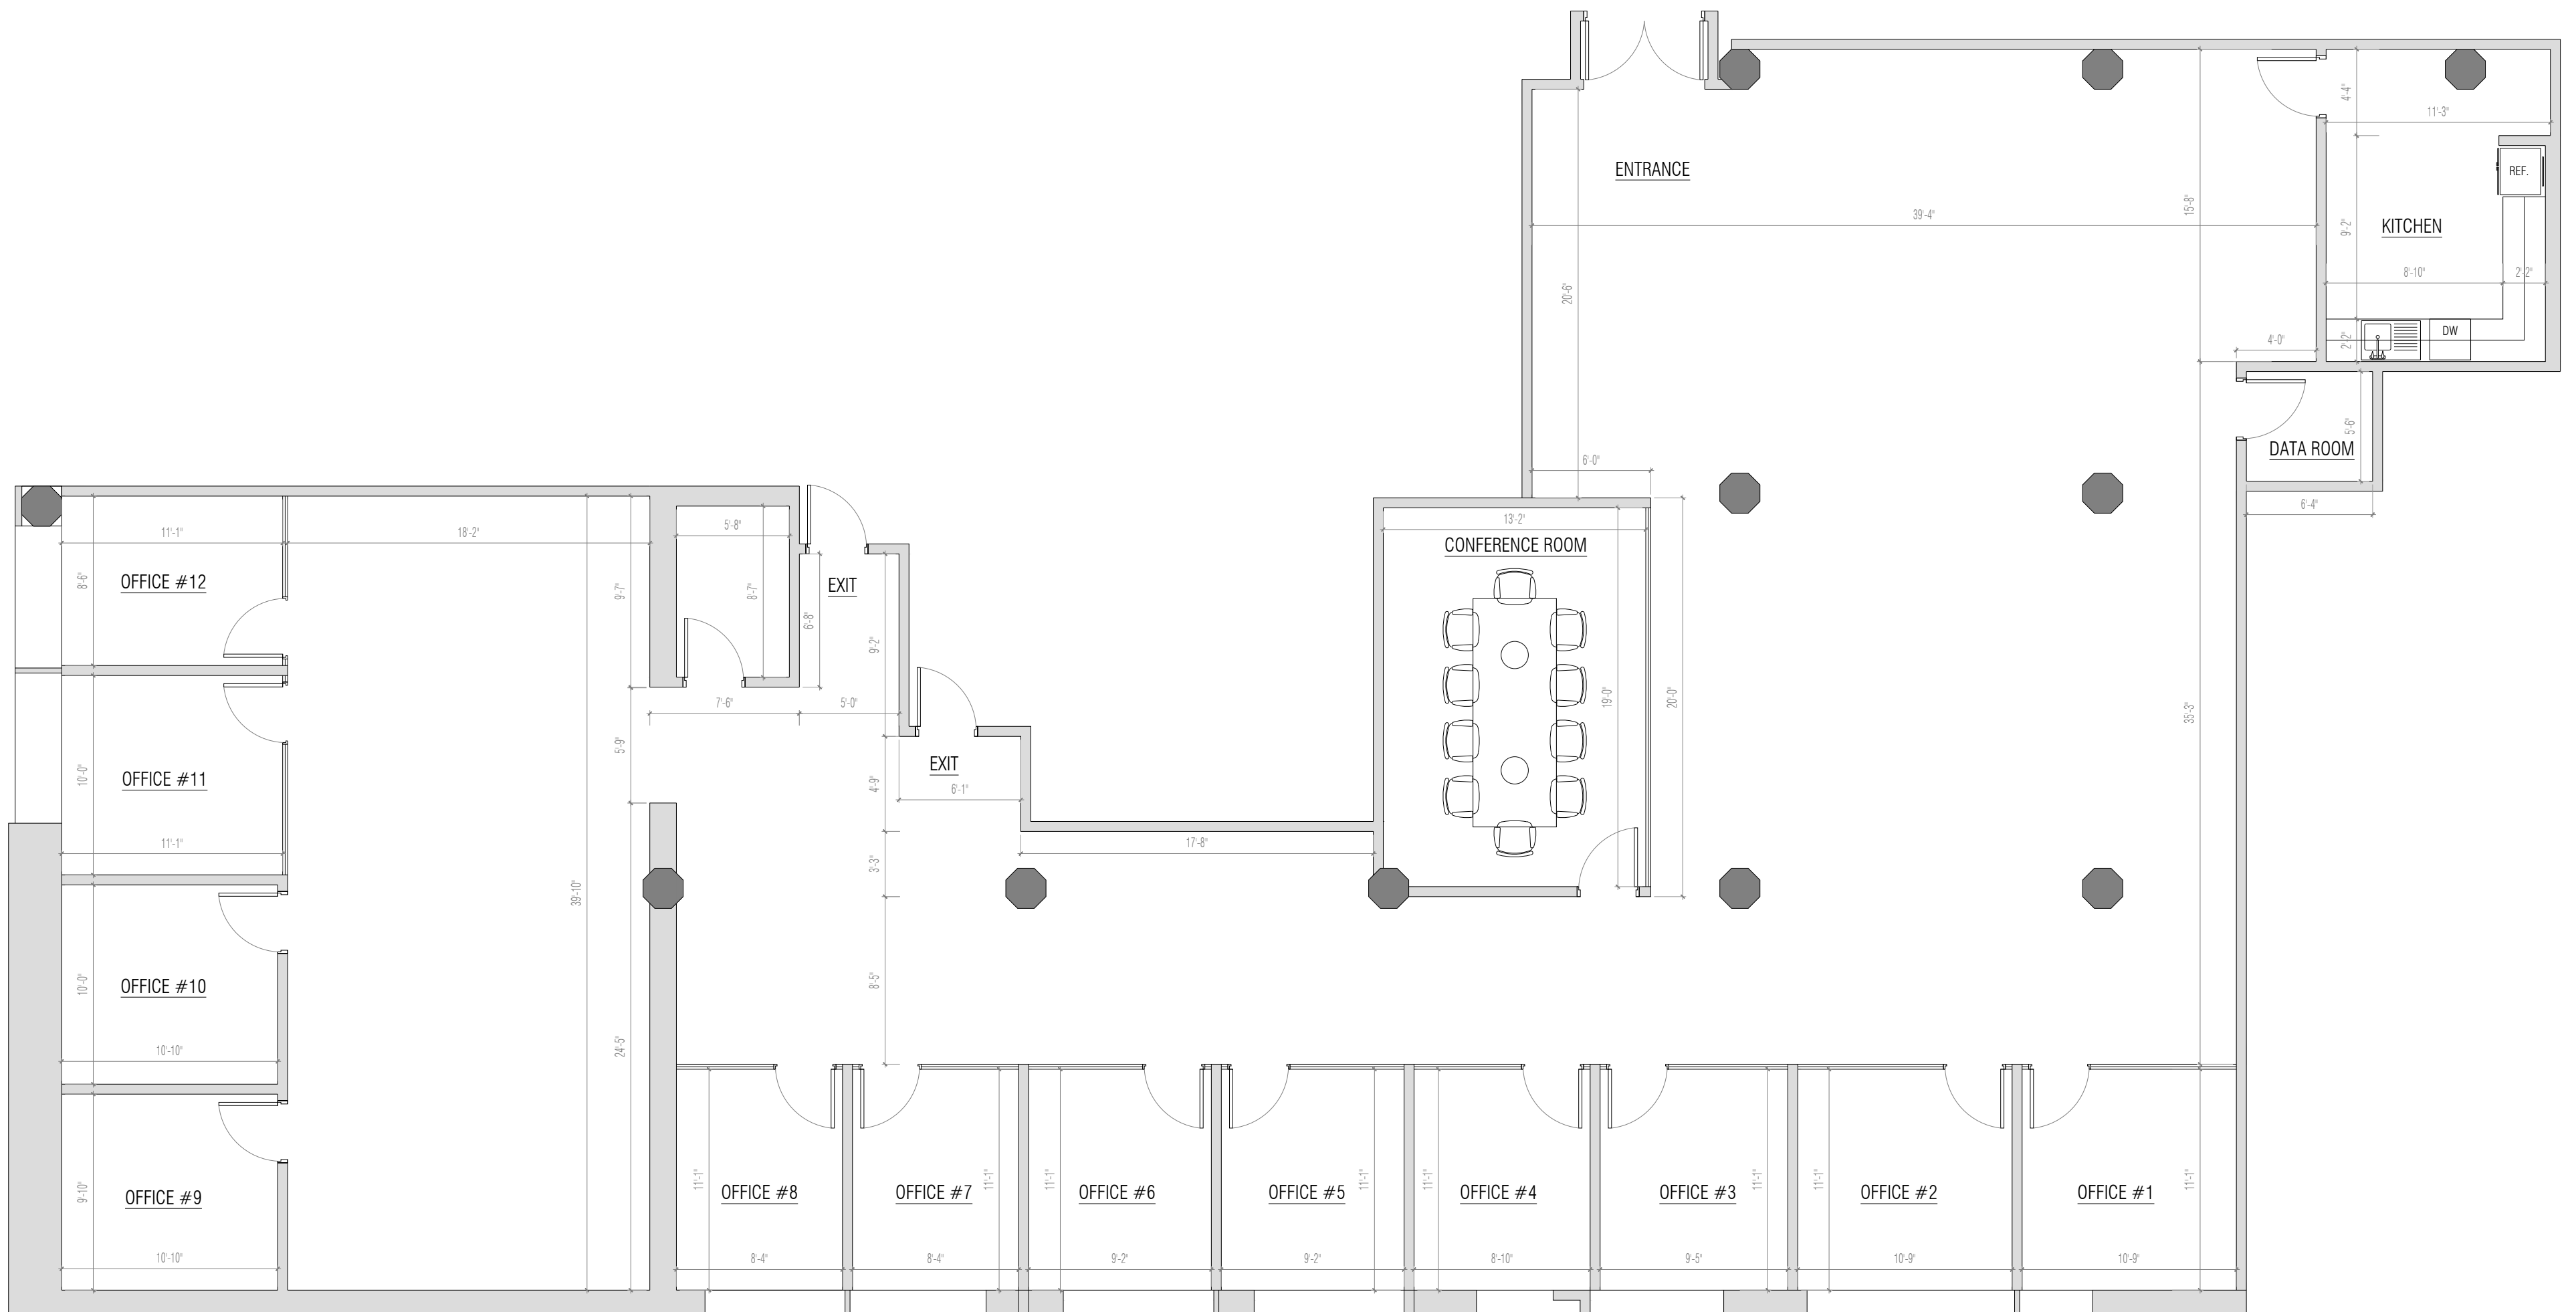 4'-4"
11'-3"
ENTRANCE
REF.
39'-4"
15'-8"
KITCHEN
9'-2"
8'-10"
2'-2"
20'-6"
DW
2'-2"
4'-0"
5'-6"
DATA ROOM
6'-0"
6'-4"
13'-2"
CONFERENCE ROOM
19'-0"
20'-0"
35'-3"
11'-1"
18'-2"
5'-8"
OFFICE #12
8'-6"
9'-7"
8'-7"
EXIT
6'-8"
9'-2"
7'-6"
5'-0"
5'-9"
EXIT
OFFICE #11
10'-0"
4'-9"
6'-1"
11'-1"
17'-8"
3'-3"
39'-10"
OFFICE #10
10'-0"
8'-5"
10'-10"
24'-5"
OFFICE #9
9'-10"
10'-10"
11'-1"
OFFICE #8
OFFICE #7
11'-1"
11'-1"
OFFICE #6
OFFICE #5
11'-1"
11'-1"
OFFICE #4
OFFICE #3
11'-1"
11'-1"
OFFICE #2
OFFICE #1
11'-1"
8'-4"
8'-4"
9'-2"
9'-2"
8'-10"
9'-5"
10'-9"
10'-9"